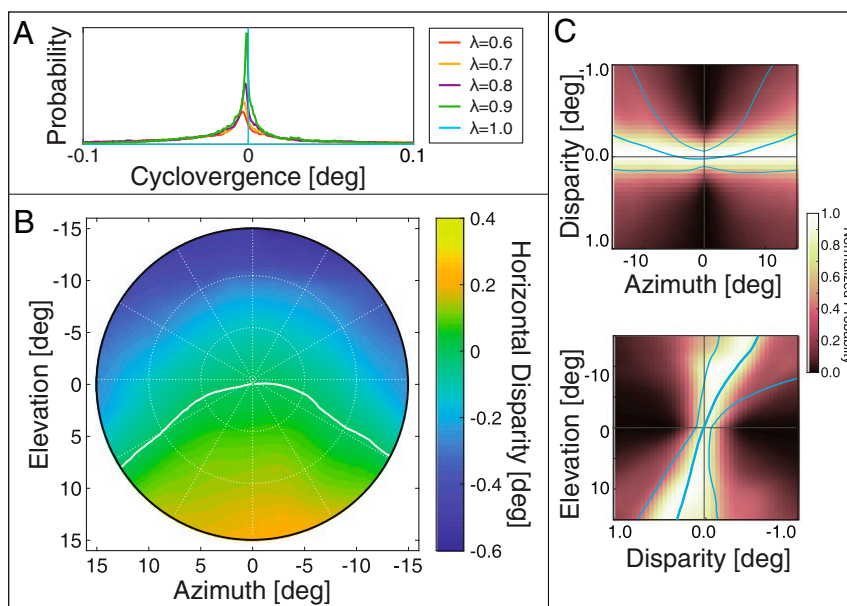 A
Probability
-0.1
0
0.1
Cyclovergence [deg]
λ=0.6
λ=0.7
λ=0.8
λ=0.9
λ=1.0
B
-15
-10
-5
0
5
10
15
Elevation [deg]
15
10
5
0
-5
-10
-15
Azimuth [deg]
0.4
0.2
0
-0.2
-0.4
-0.6
Horizontal Disparity [deg]
C
-1.0
0.0
1.0
Disparity [deg]
-10
0
10
Azimuth [deg]
1.0
0.8
0.6
0.4
0.2
0.0
Normalized Probability
-10
0
10
Elevation [deg]
1.0
0.0
-1.0
Disparity [deg]